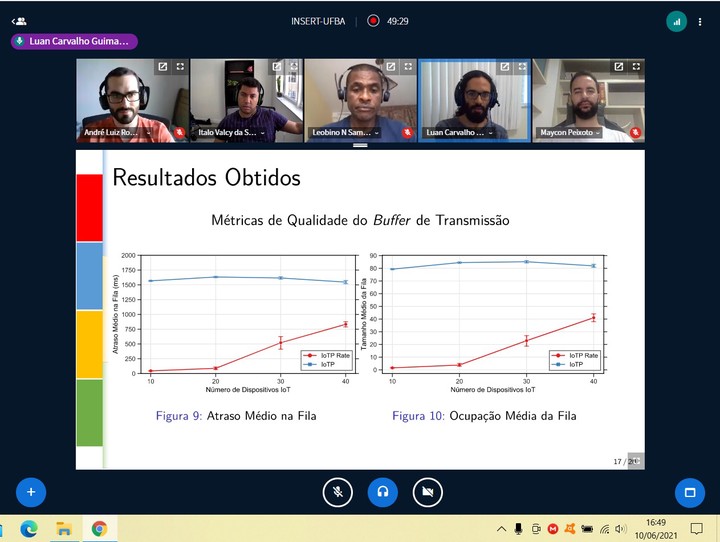 INSERT-UFBA
49:29
Luan Carvalho Guima...
André Luiz Ro...
Italo Valcy da S...
Leobino N Sam...
Luan Carvalho ...
Maycon Peixoto
Resultados Obtidos
Métricas de Qualidade do Buffer de Transmissão
Atraso Médio na Fila (ms)
2000
1750
1500
1250
1000
750
500
250
0
10 20 30 40
Número de Dispositivos IoT
IoTP Rate
IoTP
Tamanho Médio da Fila
90
80
70
60
50
40
30
20
10
0
10 20 30 40
Número de Dispositivos IoT
IoTP Rate
IoTP
Figura 9: Atraso Médio na Fila
Figura 10: Ocupação Média da Fila
17 /
16:49
10/06/2021